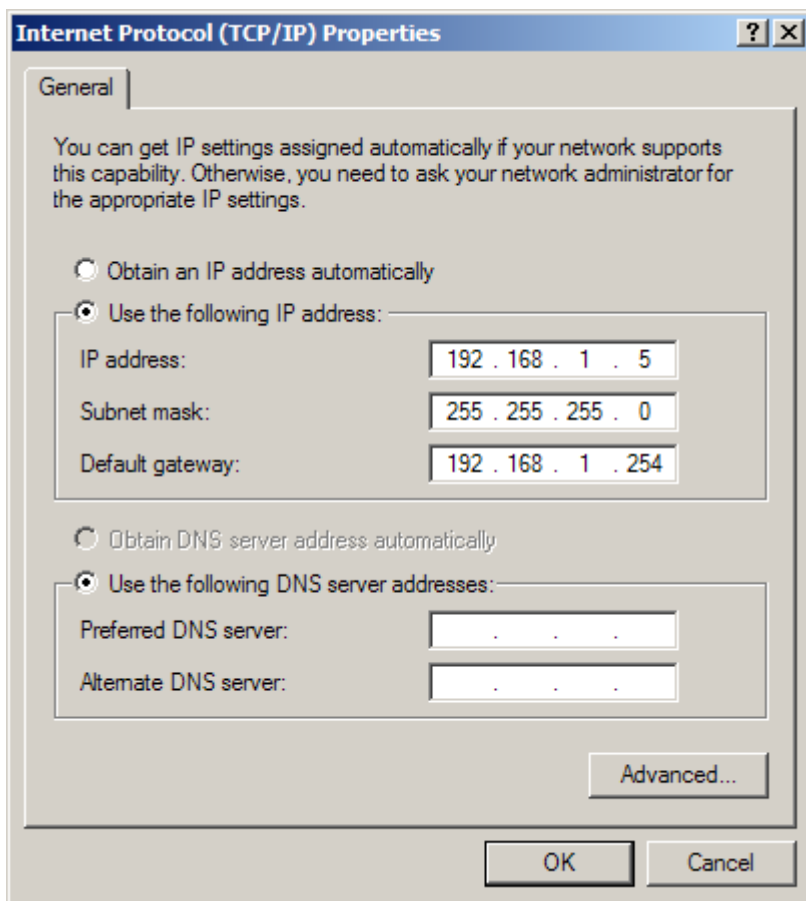 Internet Protocol (TCP/IP) Properties
General
You can get IP settings assigned automatically if your network supports
this capability. Otherwise, you need to ask your network administrator for
the appropriate IP settings.
Obtain an IP address automatically
Use the following IP address:
IP address: 192 . 168 . 1 . 5
Subnet mask: 255 . 255 . 255 . 0
Default gateway: 192 . 168 . 1 . 254
Obtain DNS server address automatically
Use the following DNS server addresses:
Preferred DNS server: . . .
Alternate DNS server: . . .
Advanced...
OK Cancel